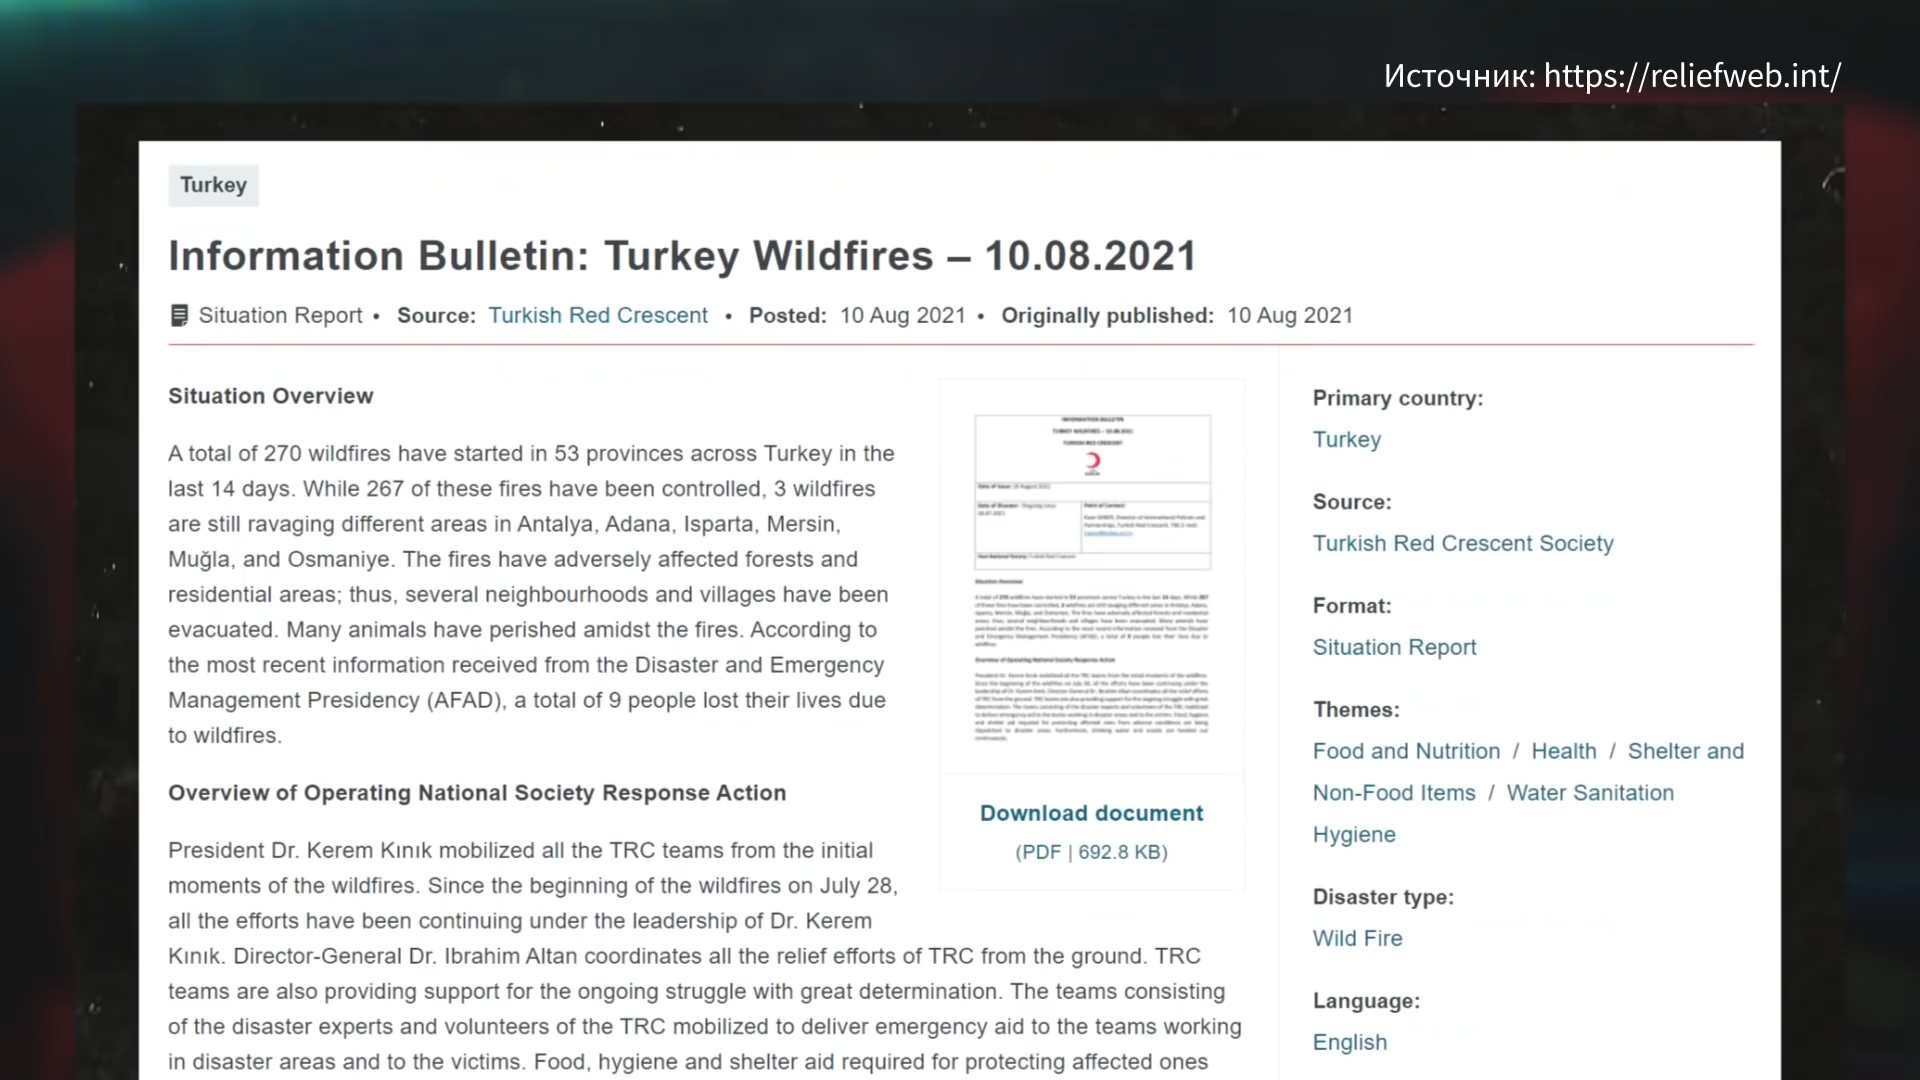 Источник: https://reliefweb.int/
Turkey
Information Bulletin: Turkey Wildfires – 10.08.2021
Situation Report • Source: Turkish Red Crescent • Posted: 10 Aug 2021 • Originally published: 10 Aug 2021
Situation Overview
A total of 270 wildfires have started in 53 provinces across Turkey in the
last 14 days. While 267 of these fires have been controlled, 3 wildfires
are still ravaging different areas in Antalya, Adana, Isparta, Mersin,
Muğla, and Osmaniye. The fires have adversely affected forests and
residential areas; thus, several neighbourhoods and villages have been
evacuated. Many animals have perished amidst the fires. According to
the most recent information received from the Disaster and Emergency
Management Presidency (AFAD), a total of 9 people lost their lives due
to wildfires.
Overview of Operating National Society Response Action
President Dr. Kerem Kınık mobilized all the TRC teams from the initial
moments of the wildfires. Since the beginning of the wildfires on July 28,
all the efforts have been continuing under the leadership of Dr. Kerem
Kınık. Director-General Dr. Ibrahim Altan coordinates all the relief efforts of TRC from the ground. TRC
teams are also providing support for the ongoing struggle with great determination. The teams consisting
of the disaster experts and volunteers of the TRC mobilized to deliver emergency aid to the teams working
in disaster areas and to the victims. Food, hygiene and shelter aid required for protecting affected ones
INFORMATION BULLETIN
TURKEY WILDFIRES – 10.08.2021
TURKISH RED CRESCENT
Download document
(PDF | 692.8 KB)
Primary country:
Turkey
Source:
Turkish Red Crescent Society
Format:
Situation Report
Themes:
Food and Nutrition / Health / Shelter and
Non-Food Items / Water Sanitation
Hygiene
Disaster type:
Wild Fire
Language:
English